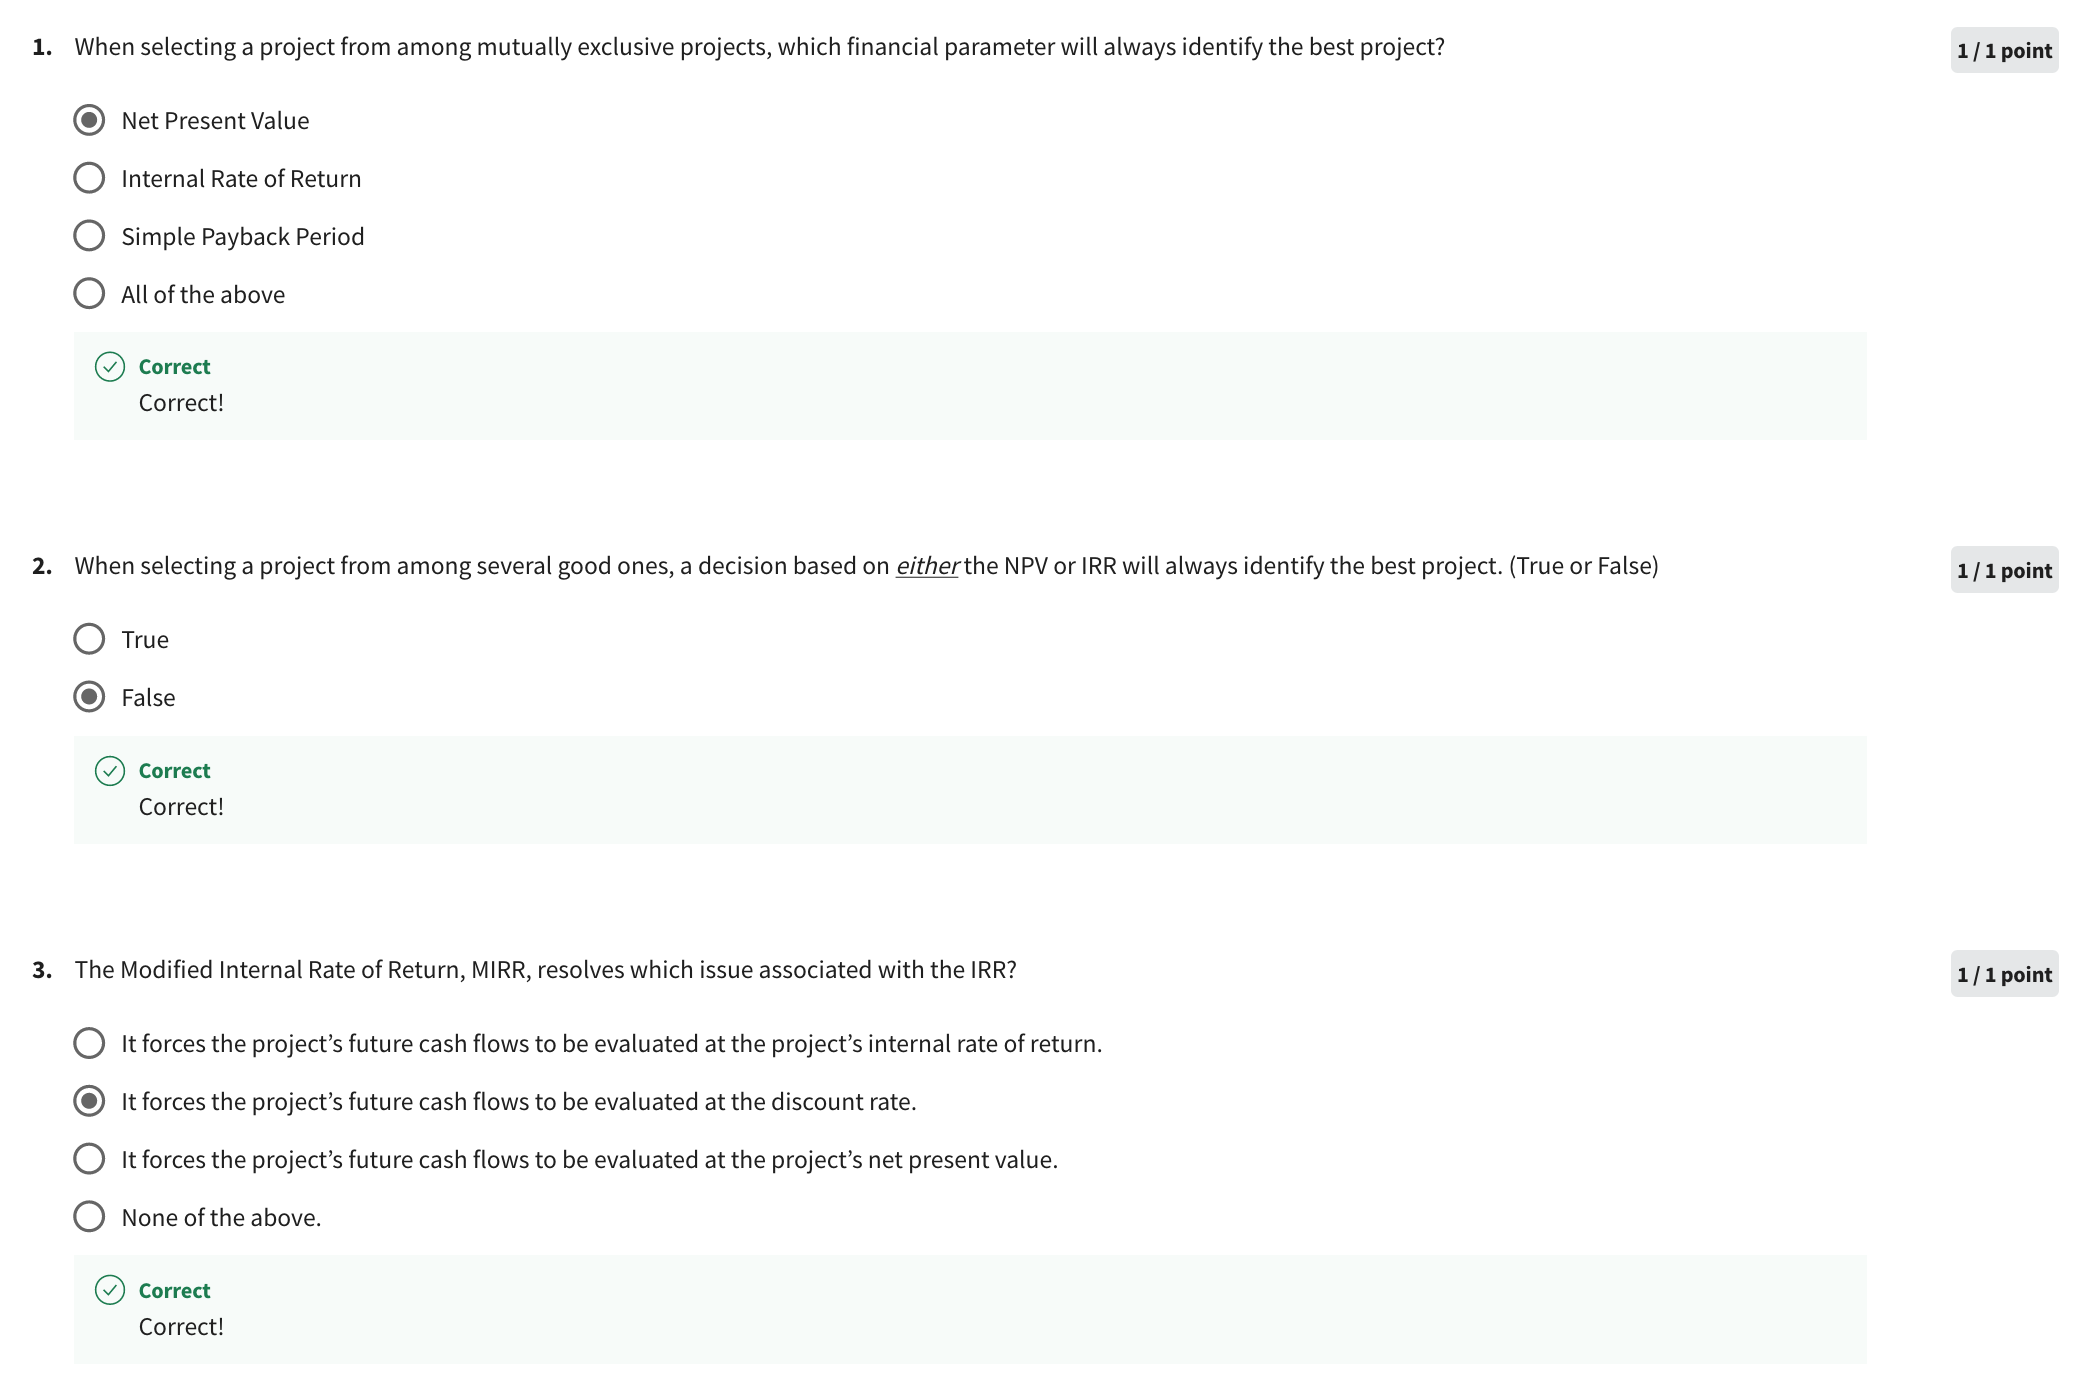 1. When selecting a project from among mutually exclusive projects, which financial parameter will always identify the best project?
1 / 1 point
Net Present Value
Internal Rate of Return
Simple Payback Period
All of the above
Correct
Correct!
2. When selecting a project from among several good ones, a decision based on either the NPV or IRR will always identify the best project. (True or False)
1 / 1 point
True
False
Correct
Correct!
3. The Modified Internal Rate of Return, MIRR, resolves which issue associated with the IRR?
1 / 1 point
It forces the project’s future cash flows to be evaluated at the project’s internal rate of return.
It forces the project’s future cash flows to be evaluated at the discount rate.
It forces the project’s future cash flows to be evaluated at the project’s net present value.
None of the above.
Correct
Correct!